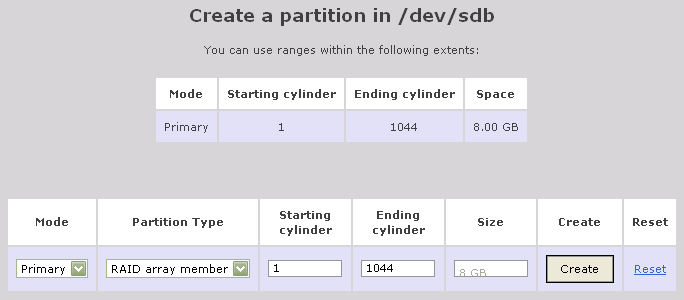 Create a partition in /dev/sdb
You can use ranges within the following extents:
Mode Starting cylinder Ending cylinder Space
Primary 1 1044 8.00 GB
Mode Partition Type Starting cylinder Ending cylinder Size Create Reset
Primary RAID array member 1 1044 8 GB Create Reset